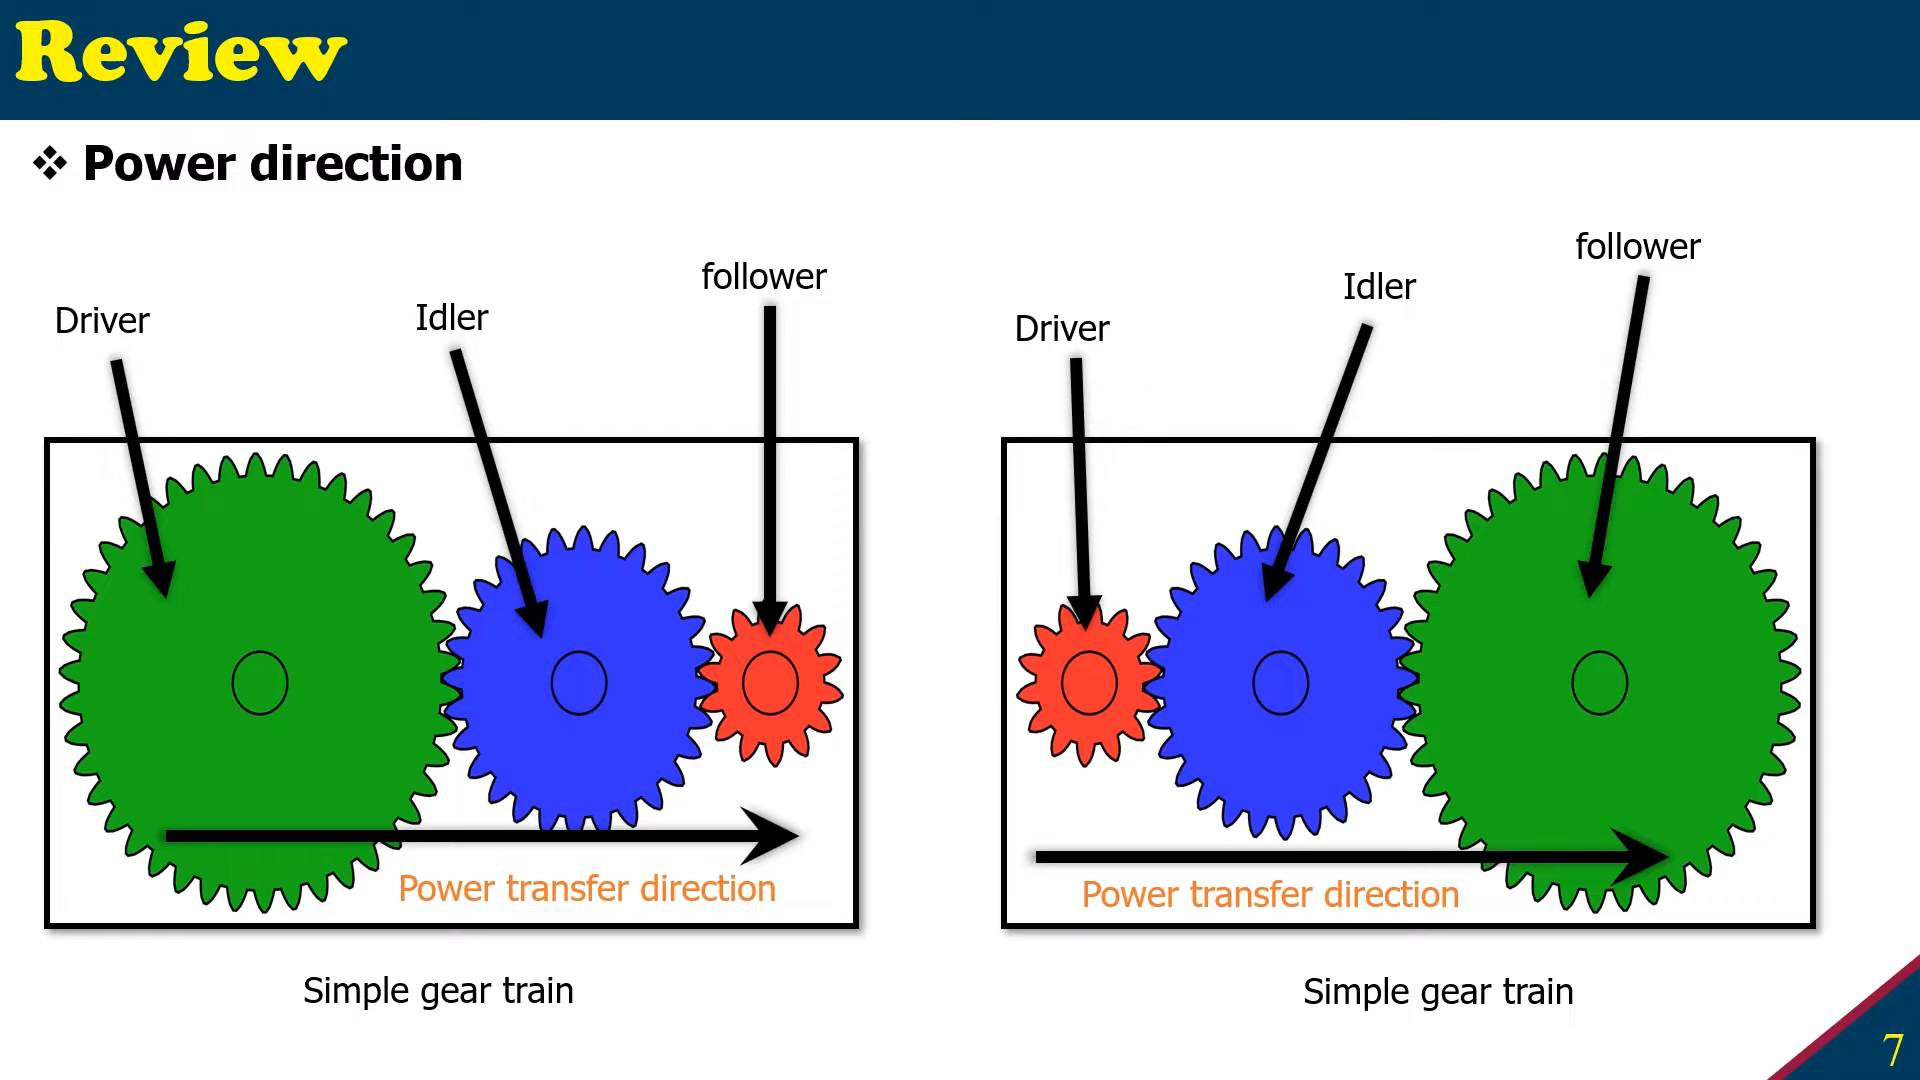 Review
❖ Power direction
Driver
Idler
follower
Power transfer direction
Simple gear train
Driver
Idler
follower
Power transfer direction
Simple gear train
7